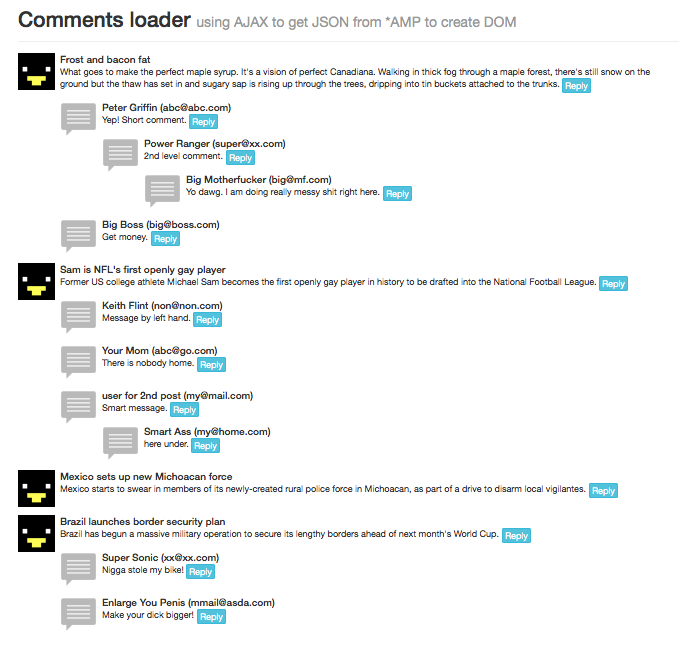 Comments loader using AJAX to get JSON from *AMP to create DOM
Frost and bacon fat
What goes to make the perfect maple syrup. It's a vision of perfect Canadiana. Walking in thick fog through a maple forest, there's still snow on the
ground but the thaw has set in and sugary sap is rising up through the trees, dripping into tin buckets attached to the trunks. Reply
Peter Griffin (abc@abc.com)
Yep! Short comment. Reply
Power Ranger (super@xx.com)
2nd level comment. Reply
Big Motherfucker (big@mf.com)
Yo dawg. I am doing really messy shit right here. Reply
Big Boss (big@boss.com)
Get money. Reply
Sam is NFL's first openly gay player
Former US college athlete Michael Sam becomes the first openly gay player in history to be drafted into the National Football League. Reply
Keith Flint (non@non.com)
Message by left hand. Reply
Your Mom (abc@go.com)
There is nobody home. Reply
user for 2nd post (my@mail.com)
Smart message. Reply
Smart Ass (my@home.com)
here under. Reply
Mexico sets up new Michoacan force
Mexico starts to swear in members of its newly-created rural police force in Michoacan, as part of a drive to disarm local vigilantes. Reply
Brazil launches border security plan
Brazil has begun a massive military operation to secure its lengthy borders ahead of next month's World Cup. Reply
Super Sonic (xx@xx.com)
Nigga stole my bike! Reply
Enlarge You Penis (mmail@asda.com)
Make your dick bigger! Reply